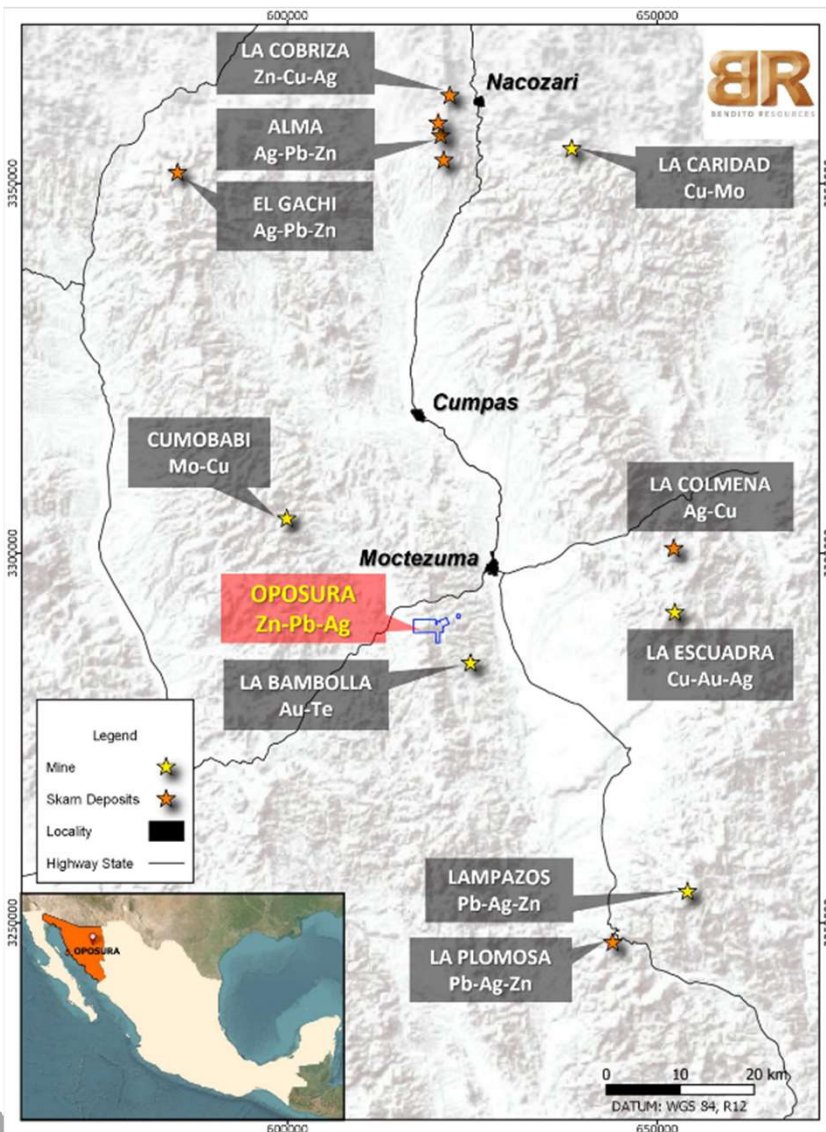 600000
650000
LA COBRIZA
Zn-Cu-Ag
Nacozari
BR
BENDITO RESOURCES
ALMA
Ag-Pb-Zn
LA CARIDAD
Cu-Mo
3350000
EL GACHI
Ag-Pb-Zn
Cumpas
CUMOBABI
Mo-Cu
LA COLMENA
Ag-Cu
3300000
Moctezuma
OPOSURA
Zn-Pb-Ag
LA ESCUADRA
Cu-Au-Ag
LA BAMBOLLA
Au-Te
Legend
Mine
Skarn Deposits
Locality
Highway State
LAMPAZOS
Pb-Ag-Zn
3250000
OPOSURA
LA PLOMOSA
Pb-Ag-Zn
0 10 20 km
DATUM: WGS 84, R12
600000
650000